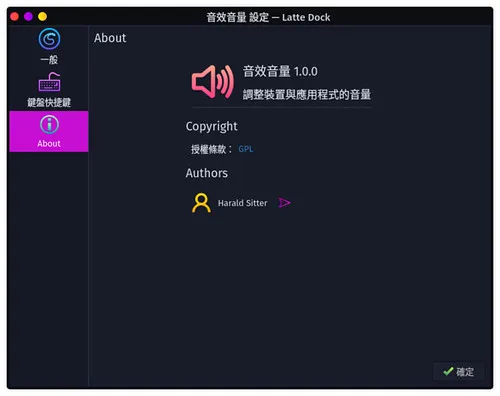 音效音量 設定 — Latte Dock
一般
鍵盤快捷鍵
About
About
音效音量 1.0.0
調整裝置與應用程式的音量
Copyright
授權條款： GPL
Authors
Harald Sitter
確定